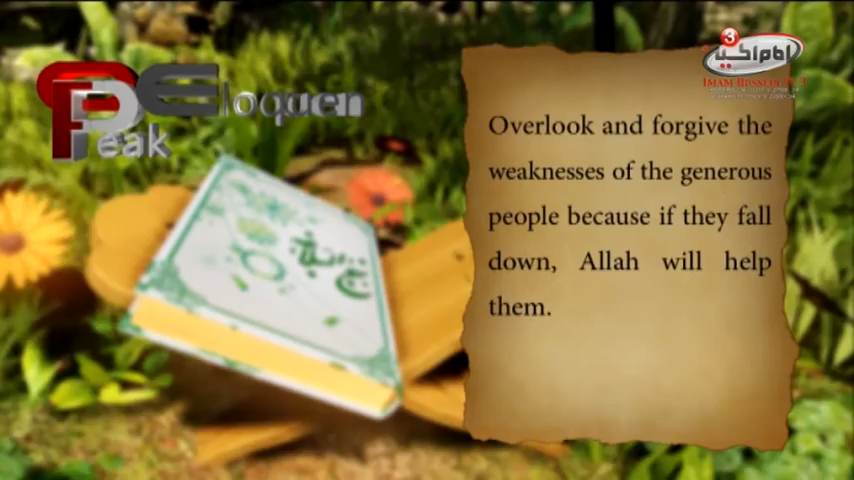 Peak
Eloquen
3
IMAM HUSSEIN TV 3
Overlook and forgive the
weaknesses of the generous
people because if they fall
down, Allah will help
them.